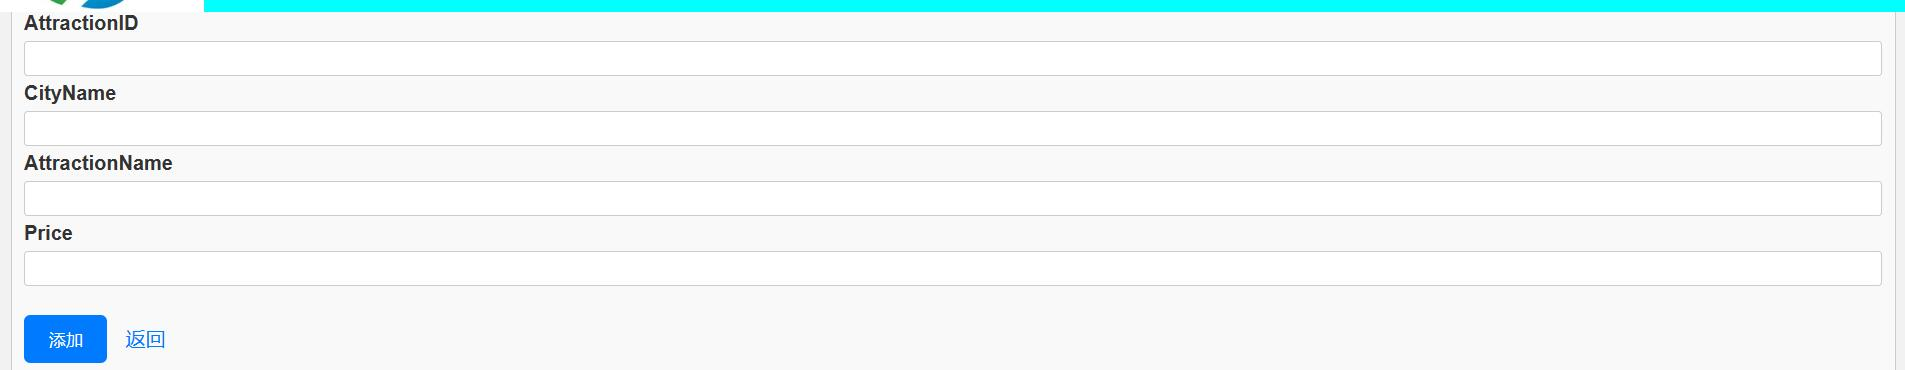 AttractionID
CityName
AttractionName
Price
添加 返回